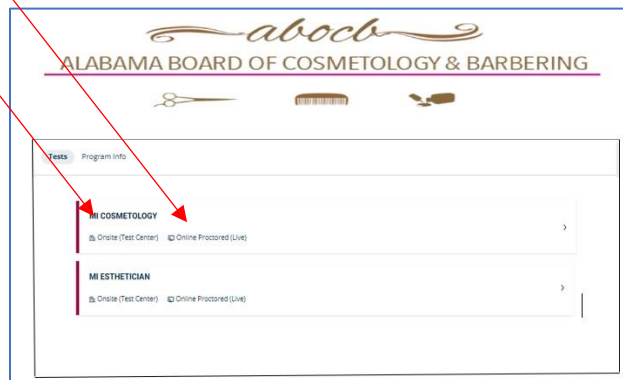 abocb
ALABAMA BOARD OF COSMETOLOGY & BARBERING
Tests Program Info
MI COSMETOLOGY
Onsite (Test Center) Online Proctored (Live)
MI ESTHETICIAN
Onsite (Test Center) Online Proctored (Live)